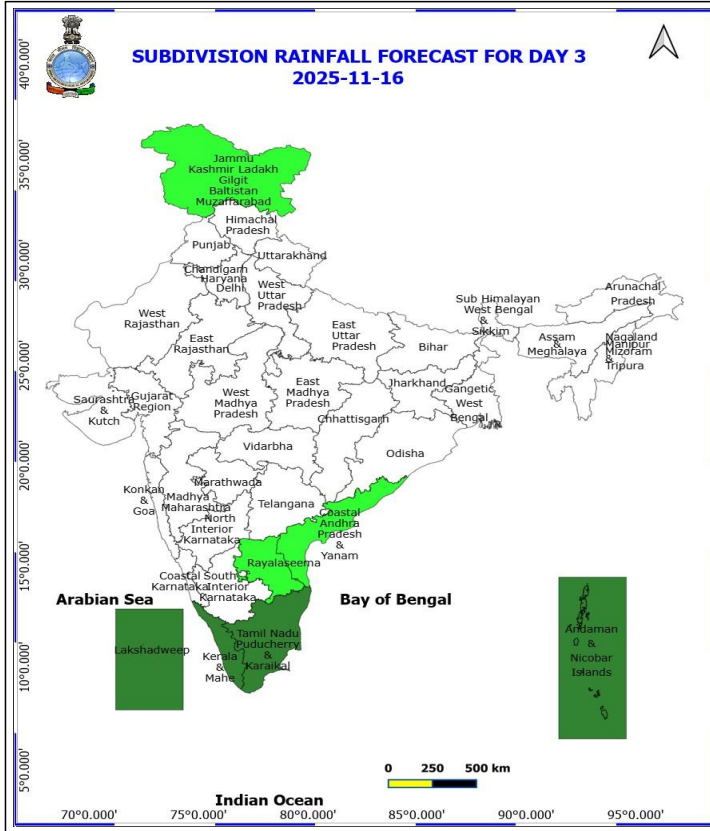 SUBDIVISION RAINFALL FORECAST FOR DAY 3
2025-11-16
40°0.000'
35°0.000'
30°0.000'
25°0.000'
20°0.000'
15°0.000'
10°0.000'
5°0.000'
Jammu
Kashmir Ladakh
Gilgit
Baltistan
Muzaffarabad
Himachal
Pradesh
Punjab
Uttarakhand
Chandigarh
Haryana
Delhi
West
Uttar
Pradesh
Arunachal
Pradesh
Sub Himalayan
West Bengal
&
Sikkim
West
Rajasthan
East
Rajasthan
East
Uttar
Pradesh
Bihar
Assam
&
Meghalaya
Nagaland
Manipur
Mizoram
&
Tripura
Saurashtra
&
Kutch
Gujarat
Region
West
Madhya
Pradesh
East
Madhya
Pradesh
Jharkhand
Gangetic
West
Bengal
Chhattisgarh
Odisha
Vidarbha
Konkan
&
Goa
Marathwada
Madhya
Maharashtra
Telangana
North
Interior
Karnataka
Coastal
Andhra
Pradesh
&
Yanam
Rayalaseema
Coastal
Karnataka
South
Interior
Karnataka
Arabian Sea
Bay of Bengal
Lakshadweep
Kerala
&
Mahe
Tamil Nadu
Puducherry
&
Karaikal
Andaman
&
Nicobar
Islands
0 250 500 km
Indian Ocean
70°0.000' 75°0.000' 80°0.000' 85°0.000' 90°0.000' 95°0.000'